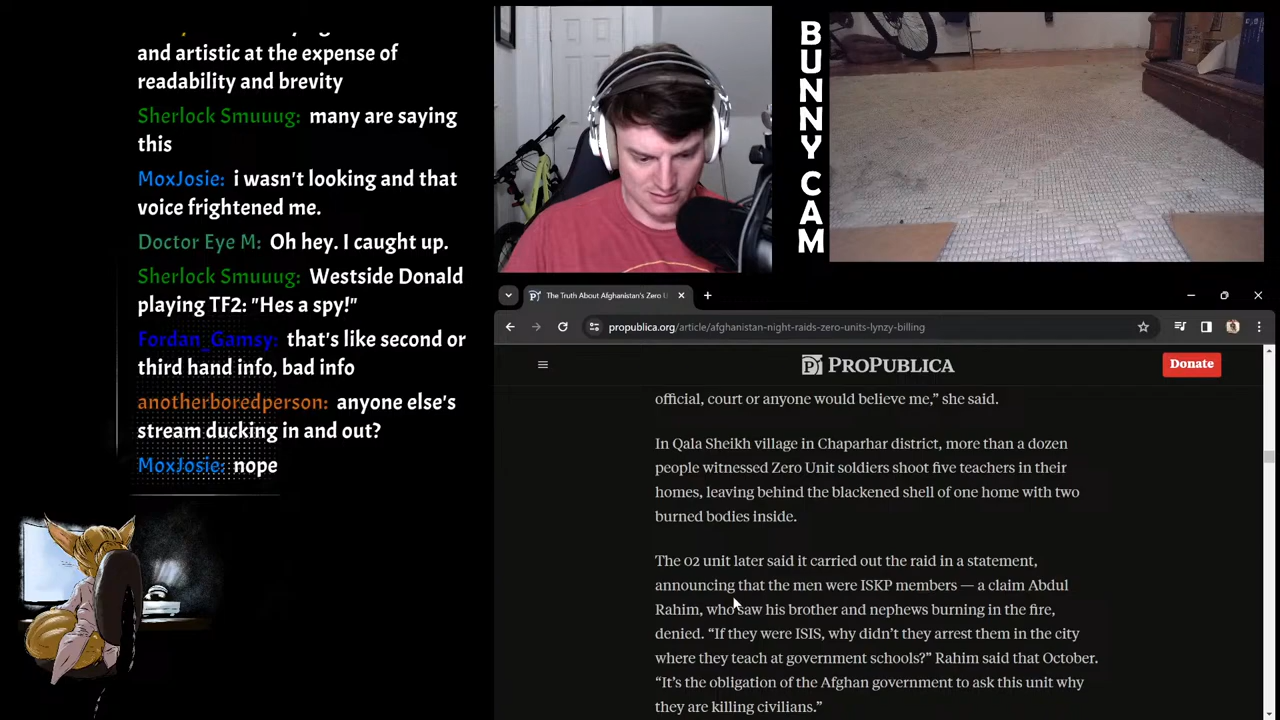 and artistic at the expense of
readability and brevity
Sherlock Smuuug: many are saying
this
MoxJosie: i wasn't looking and that
voice frightened me.
Doctor Eye M: Oh hey. I caught up.
Sherlock Smuuug: Westside Donald
playing TF2: "Hes a spy!"
Fordan_Gamsy: that's like second or
third hand info, bad info
anotherboredperson: anyone else's
stream ducking in and out?
MoxJosie: nope
BUNNY CAM
The Truth About Afghanistan's Zero U
propublica.org/article/afghanistan-night-raids-zero-units-lynzy-billing
PROPUBLICA
Donate
official, court or anyone would believe me,” she said.
In Qala Sheikh village in Chaparhar district, more than a dozen
people witnessed Zero Unit soldiers shoot five teachers in their
homes, leaving behind the blackened shell of one home with two
burned bodies inside.
The 02 unit later said it carried out the raid in a statement,
announcing that the men were ISKP members — a claim Abdul
Rahim, who saw his brother and nephews burning in the fire,
denied. “If they were ISIS, why didn’t they arrest them in the city
where they teach at government schools?” Rahim said that October.
“It’s the obligation of the Afghan government to ask this unit why
they are killing civilians.”